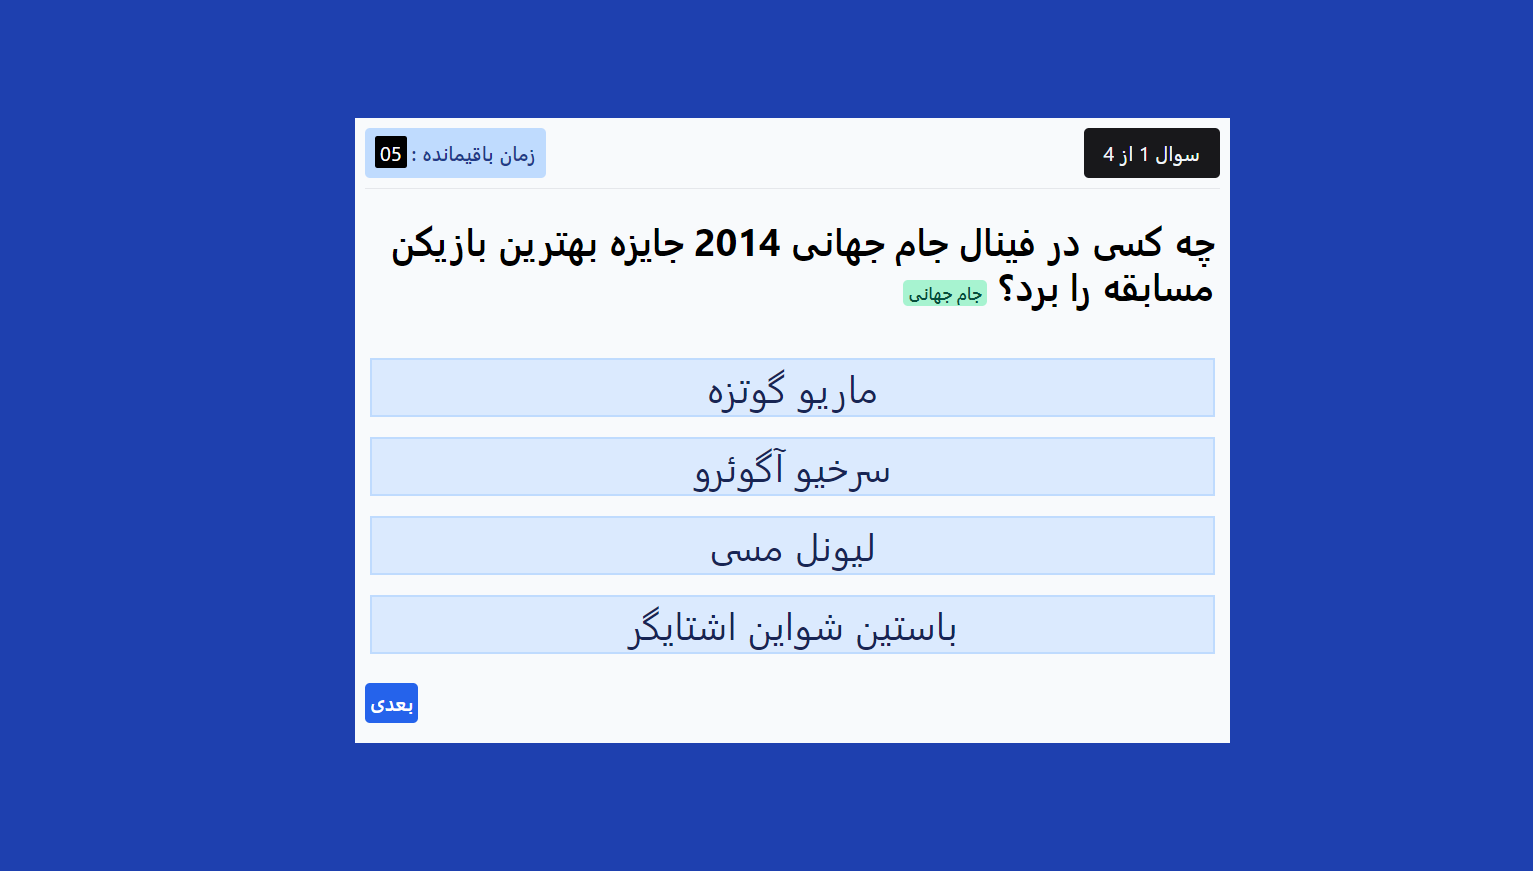 سوال 1 از 4
زمان باقیمانده : 05
چه کسی در فینال جام جهانی 2014 جایزه بهترین بازیکن
مسابقه را برد؟ جام جهانی
ماریو گوتزه
سرخیو آگوئرو
لیونل مسی
باستین شواین اشتایگر
بعدی